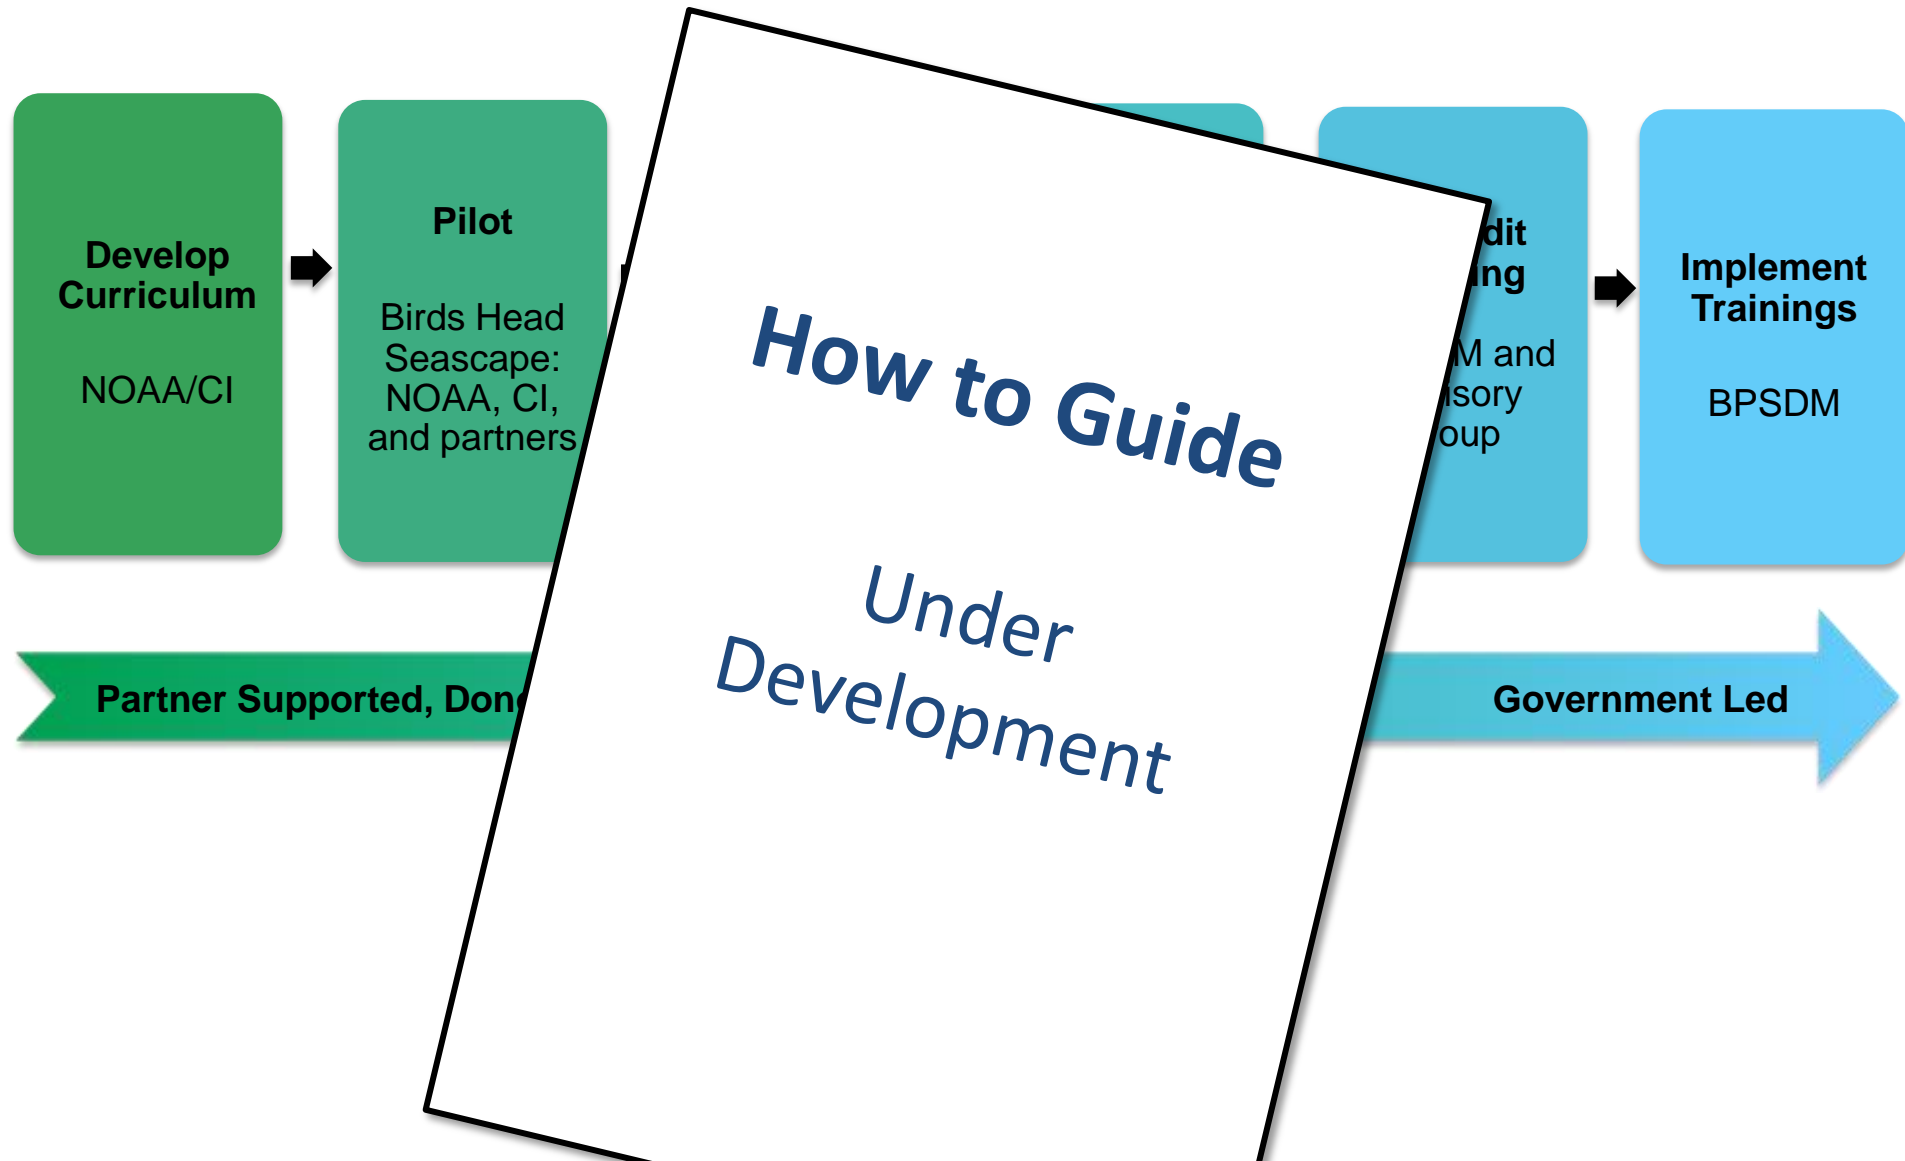 Develop
Curriculum
NOAA/CI
Pilot
Birds Head
Seascape:
NOAA, CI,
and partners
How to Guide
Under
Development
and
Implement
Trainings
BPSDM
Partner Supported,
Government Led